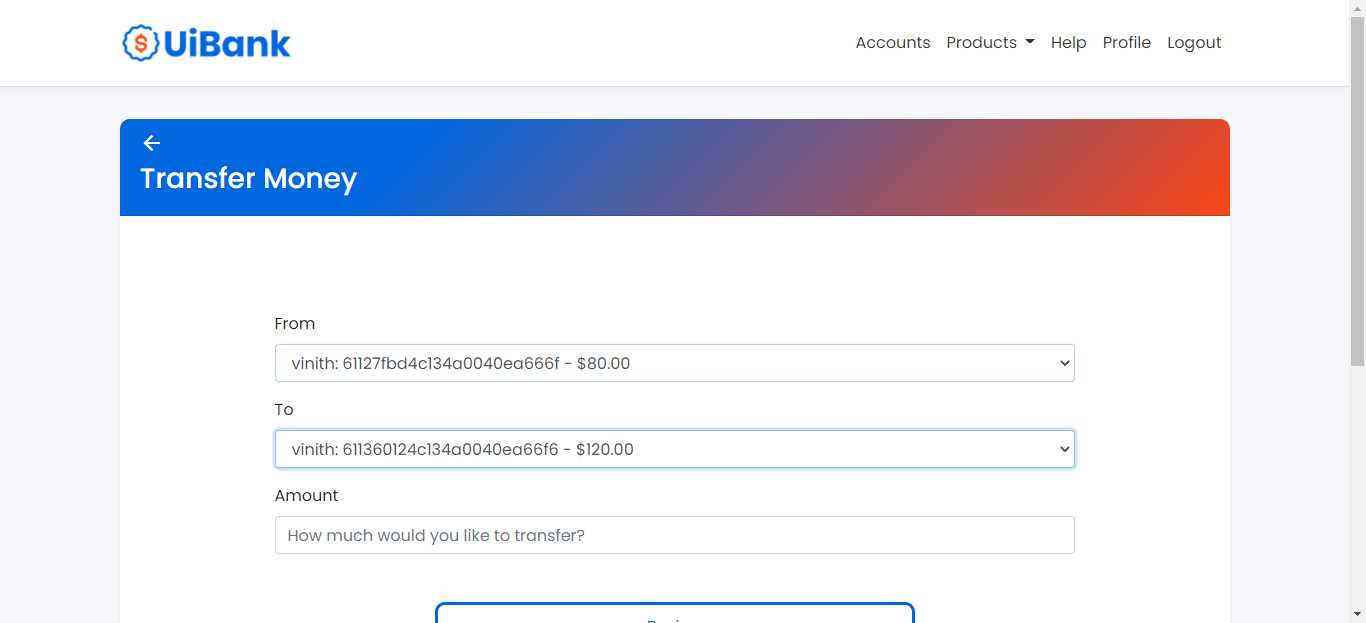 $ UiBank
Accounts Products Help Profile Logout
Transfer Money
From
vinith: 61127fbd4c134a0040ea666f - $80.00
To
vinith: 611360124c134a0040ea66f6 - $120.00
Amount
How much would you like to transfer?